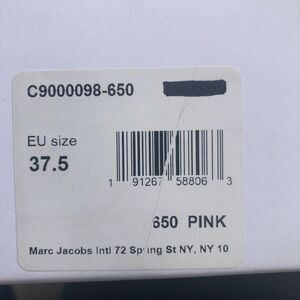 C9000098-650
EU size
37.5
1 91267 58806 3
650 PINK
Marc Jacobs Intl 72 Spring St NY, NY 10